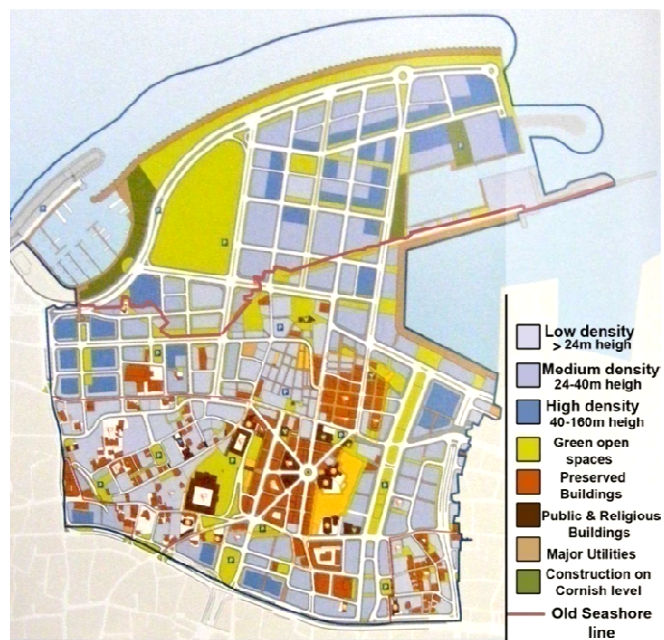 Low density
> 24m heigh
Medium density
24-40m heigh
High density
40-160m heigh
Green open
spaces
Preserved
Buildings
Public & Religious
Buildings
Major Utilities
Construction on
Cornish level
Old Seashore
line